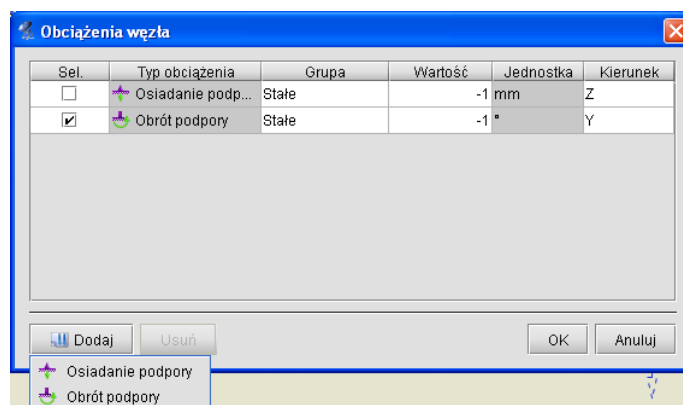 Obciążenia węzła
Sel. Typ obciążenia Grupa Wartość Jednostka Kierunek
Osiadanie podp... Stałe -1 mm Z
Obrót podpory Stałe -1 ° Y
Dodaj Usuń OK Anuluj
Osiadanie podpory
Obrót podpory